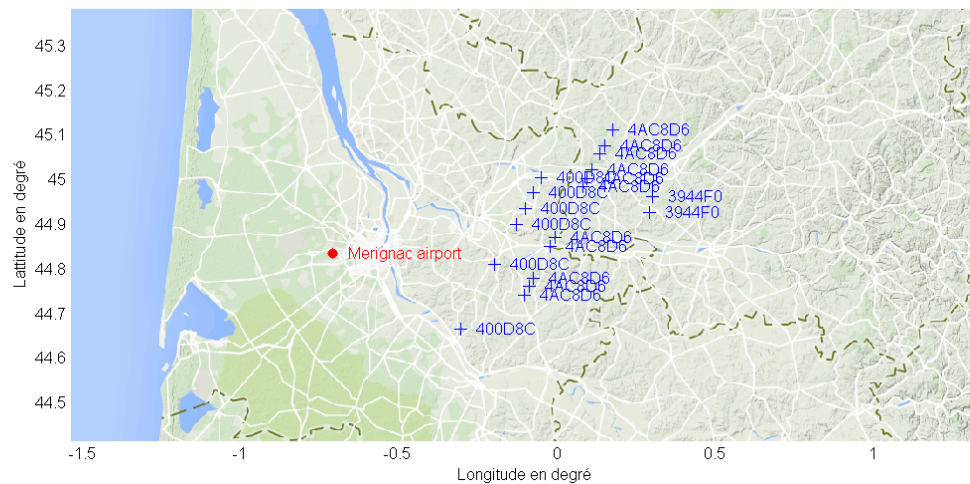 Lattitude en degré
45.3
45.2
45.1
45
44.9
44.8
44.7
44.6
44.5
4AC8D6
4AC8D6
4AC8D6
4AC8D6
400D8C
4AC8D6
4AC8D6
400D8C
3944F0
400D8C
3944F0
400D8C
4AC8D6
4AC8D6
Merignac airport
400D8C
4AC8D6
4AC8D6
4AC8D6
400D8C
-1.5 -1 -0.5 0 0.5 1
Longitude en degré